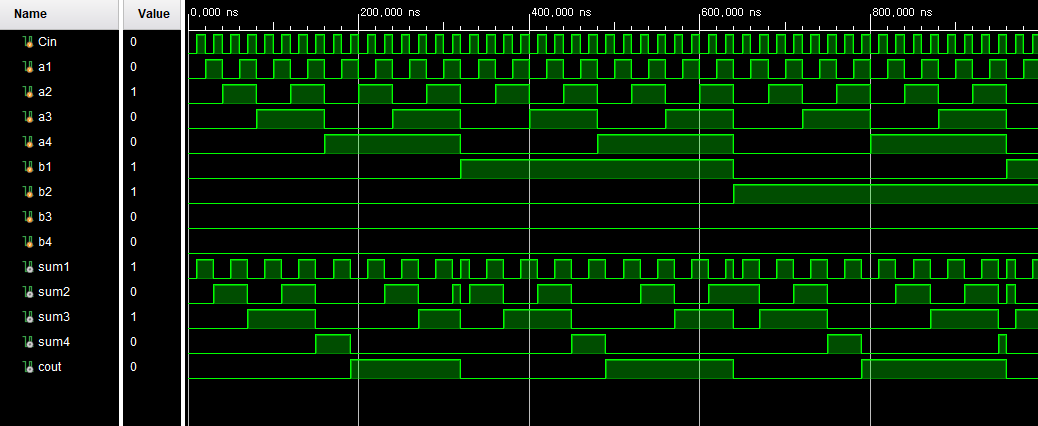 Name Value 0,000 ns 200,000 ns 400,000 ns 600,000 ns 800,000 ns
Cin 0
a1 0
a2 1
a3 0
a4 0
b1 1
b2 1
b3 0
b4 0
sum1 1
sum2 0
sum3 1
sum4 0
cout 0